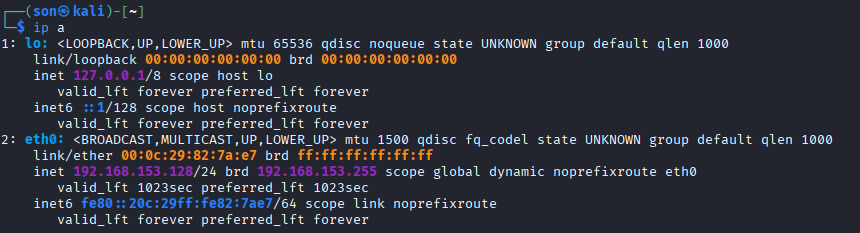 ┌──(son㉿kali)-[~]
└─$ ip a
1: lo: <LOOPBACK,UP,LOWER_UP> mtu 65536 qdisc noqueue state UNKNOWN group default qlen 1000
    link/loopback 00:00:00:00:00:00 brd 00:00:00:00:00:00
    inet 127.0.0.1/8 scope host lo
       valid_lft forever preferred_lft forever
    inet6 ::1/128 scope host noprefixroute
       valid_lft forever preferred_lft forever
2: eth0: <BROADCAST,MULTICAST,UP,LOWER_UP> mtu 1500 qdisc fq_codel state UNKNOWN group default qlen 1000
    link/ether 00:0c:29:82:7a:e7 brd ff:ff:ff:ff:ff:ff
    inet 192.168.153.128/24 brd 192.168.153.255 scope global dynamic noprefixroute eth0
       valid_lft 1023sec preferred_lft 1023sec
    inet6 fe80::20c:29ff:fe82:7ae7/64 scope link noprefixroute
       valid_lft forever preferred_lft forever